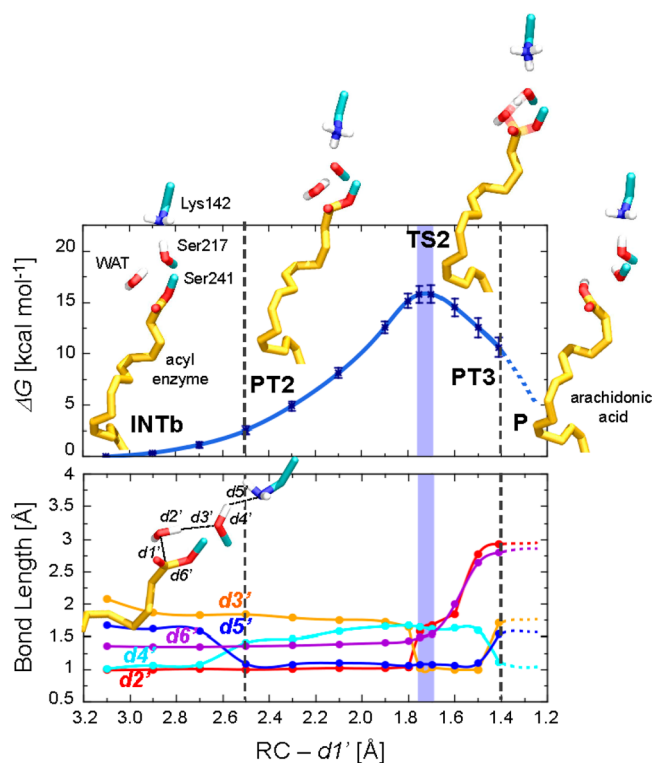 Lys142
Ser217
WAT
Ser241
acyl
enzyme
INTb
PT2
TS2
PT3
P
arachidonic
acid
ΔG [kcal mol⁻¹]
20
15
10
5
0
d5'
d2'
d3'
d4'
d1'
d6'
d3'
d5'
d6'
d4'
d2'
Bond Length [Å]
4
3.5
3
2.5
2
1.5
1
0.5
3.2 3.0 2.8 2.6 2.4 2.2 2.0 1.8 1.6 1.4 1.2
RC – d1' [Å]